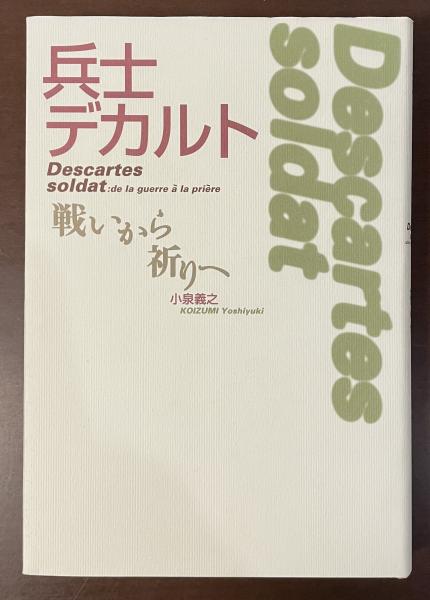 兵士
デカルト
Descartes
soldat:de la guerre à la prière
戦いから
祈りへ
小泉義之
KOIZUMI Yoshiyuki
Descartes
soldat